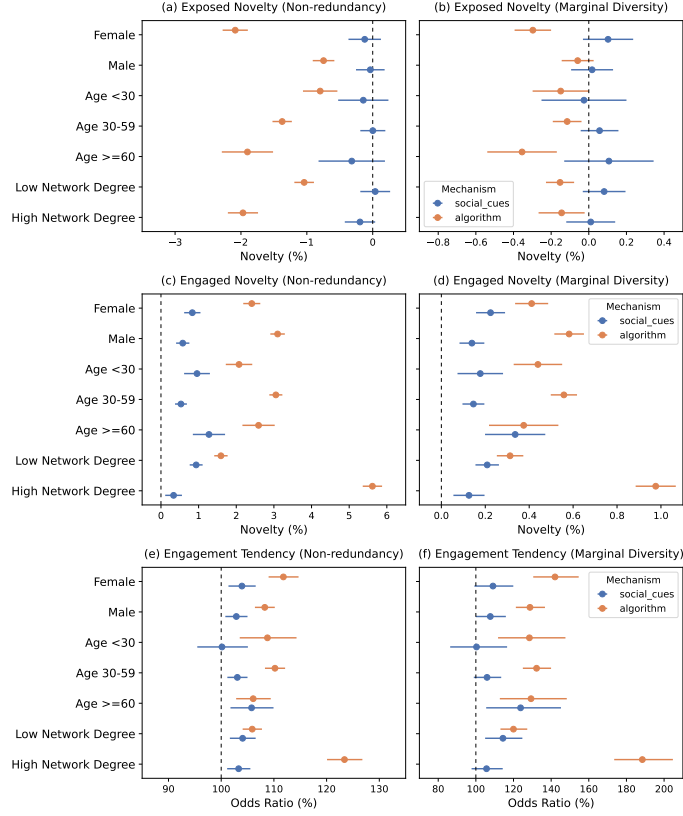 (a) Exposed Novelty (Non-redundancy)
(b) Exposed Novelty (Marginal Diversity)
Female
Male
Age <30
Age 30-59
Age >=60
Low Network Degree
High Network Degree
Mechanism
social_cues
algorithm
−3 −2 −1 0
−0.8 −0.6 −0.4 −0.2 0.0 0.2 0.4
Novelty (%)
Novelty (%)
(c) Engaged Novelty (Non-redundancy)
(d) Engaged Novelty (Marginal Diversity)
Female
Male
Age <30
Age 30-59
Age >=60
Low Network Degree
High Network Degree
Mechanism
social_cues
algorithm
0 1 2 3 4 5 6
0.0 0.2 0.4 0.6 0.8 1.0
Novelty (%)
Novelty (%)
(e) Engagement Tendency (Non-redundancy)
(f) Engagement Tendency (Marginal Diversity)
Female
Male
Age <30
Age 30-59
Age >=60
Low Network Degree
High Network Degree
Mechanism
social_cues
algorithm
90 100 110 120 130
80 100 120 140 160 180 200
Odds Ratio (%)
Odds Ratio (%)